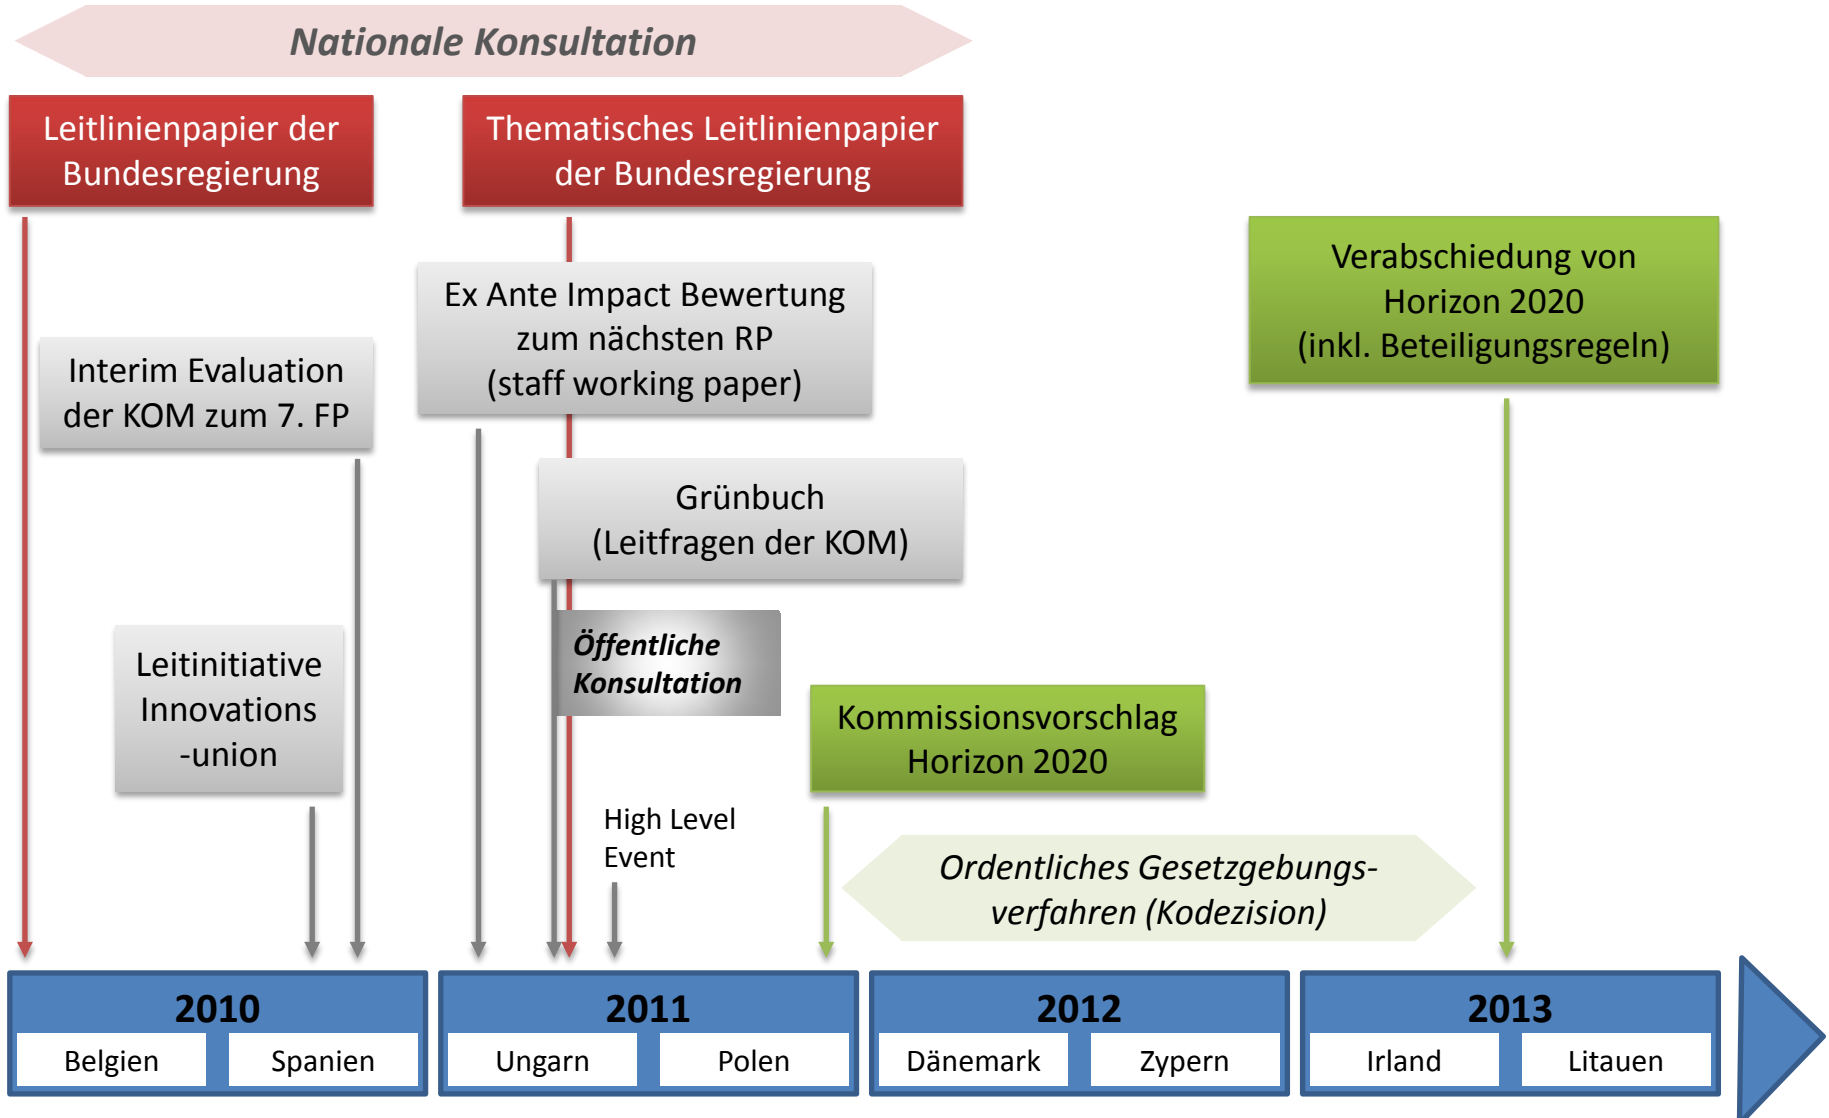 Nationale Konsultation
Leitlinienpapier der
Bundesregierung
Thematisches Leitlinienpapier
der Bundesregierung
Verabschiedung von
Horizon 2020
(inkl. Beteiligungsregeln)
Ex Ante Impact Bewertung
zum nächsten RP
(staff working paper)
Interim Evaluation
der KOM zum 7. FP
Grünbuch
(Leitfragen der KOM)
Öffentliche
Konsultation
Leitinitiative
Innovations
-union
Kommissionsvorschlag
Horizon 2020
High Level
Event
Ordentliches Gesetzgebungs-
verfahren (Kodezision)
2010
Belgien
Spanien
2011
Ungarn
Polen
2012
Dänemark
Zypern
2013
Irland
Litauen